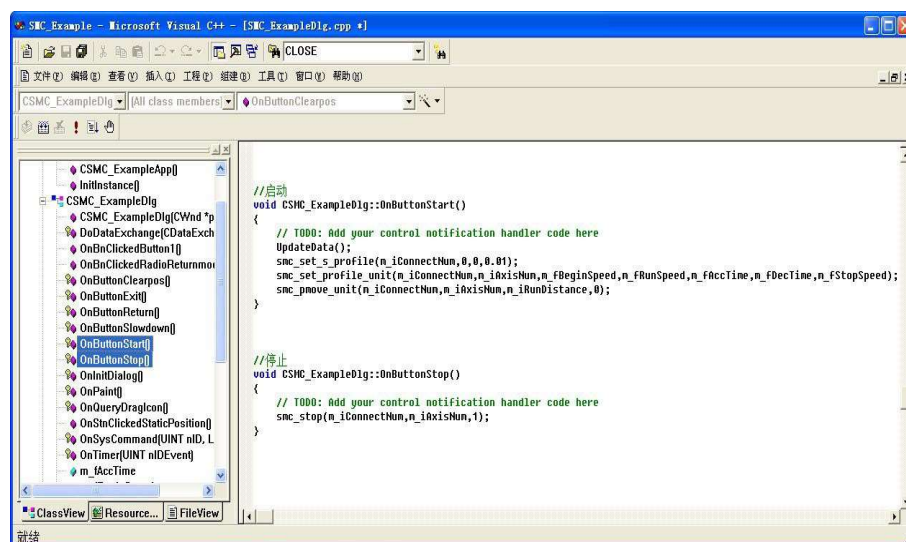 SMC_Example - Microsoft Visual C++ - [SMC_ExampleDlg.cpp *]
CLOSE
文件(F) 编辑(E) 查看(V) 插入(I) 工程(P) 组建(B) 工具(T) 窗口(W) 帮助(H)
CSMC_ExampleDlg [All class members] OnButtonClearpos
CSMC_ExampleApp()
InitInstance()
CSMC_ExampleDlg
CSMC_ExampleDlg(CWnd *p
DoDataExchange(CDataExch
OnBnClickedButton1()
OnBnClickedRadioReturnmo
OnButtonClearpos()
OnButtonExit()
OnButtonReturn()
OnButtonSlowdown()
OnButtonStart()
OnButtonStop()
OnInitDialog()
OnPaint()
OnQueryDragIcon()
OnStnClickedStaticPosition()
OnSysCommand(UINT nID, L
OnTimer(UINT nIDEvent)
m_fAccTime
ClassView Resource... FileView
//启动
void CSMC_ExampleDlg::OnButtonStart()
{
// TODO: Add your control notification handler code here
UpdateData();
smc_set_s_profile(m_iConnectNum,0,0,0.01);
smc_set_profile_unit(m_iConnectNum,m_iAxisNum,m_fBeginSpeed,m_fRunSpeed,m_fAccTime,m_fDecTime,m_fStopSpeed);
smc_pmove_unit(m_iConnectNum,m_iAxisNum,m_iRunDistance,0);
}
//停止
void CSMC_ExampleDlg::OnButtonStop()
{
// TODO: Add your control notification handler code here
smc_stop(m_iConnectNum,m_iAxisNum,1);
}
就绪